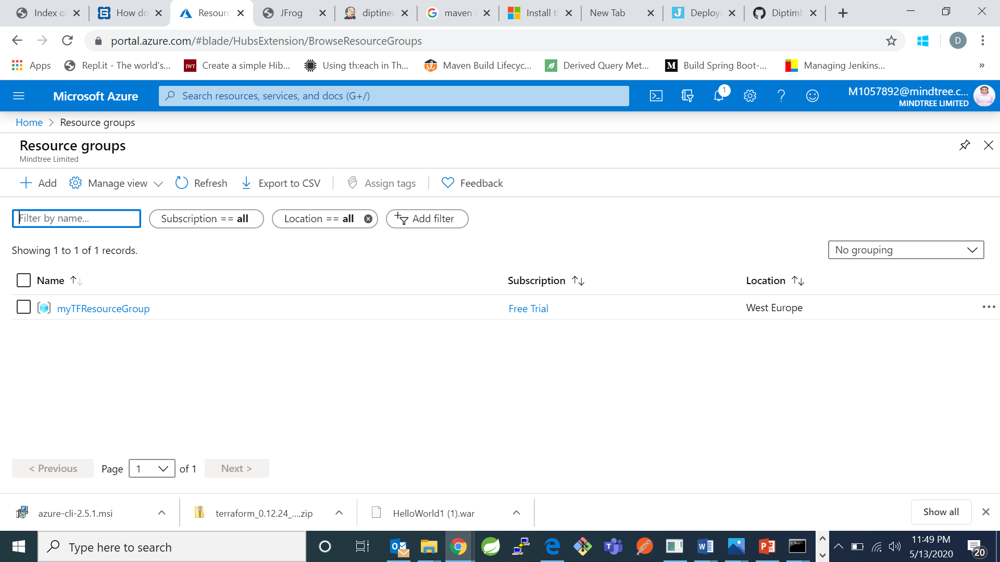 Index o
How do
Resourc
JFrog
diptinew
maven s
Install th
New Tab
Deployi
Diptimb
portal.azure.com/#blade/HubsExtension/BrowseResourceGroups
D
Apps
Repl.it - The world's...
JWT
Create a simple Hib...
Using th:each in Th...
Maven Build Lifecyc...
Derived Query Met...
M
Build Spring Boot-...
Managing Jenkins...
»
Microsoft Azure
Search resources, services, and docs (G+/)
1
M1057892@mindtree.c...
MINDTREE LIMITED
Home > Resource groups
Resource groups
Mindtree Limited
Add
Manage view
Refresh
Export to CSV
Assign tags
Feedback
Filter by name...
Subscription == all
Location == all
Add filter
Showing 1 to 1 of 1 records.
No grouping
Name
Subscription
Location
myTFResourceGroup
Free Trial
West Europe
< Previous
Page
1
of 1
Next >
azure-cli-2.5.1.msi
terraform_0.12.24_....zip
HelloWorld1 (1).war
Show all
Type here to search
11:49 PM
5/13/2020
20